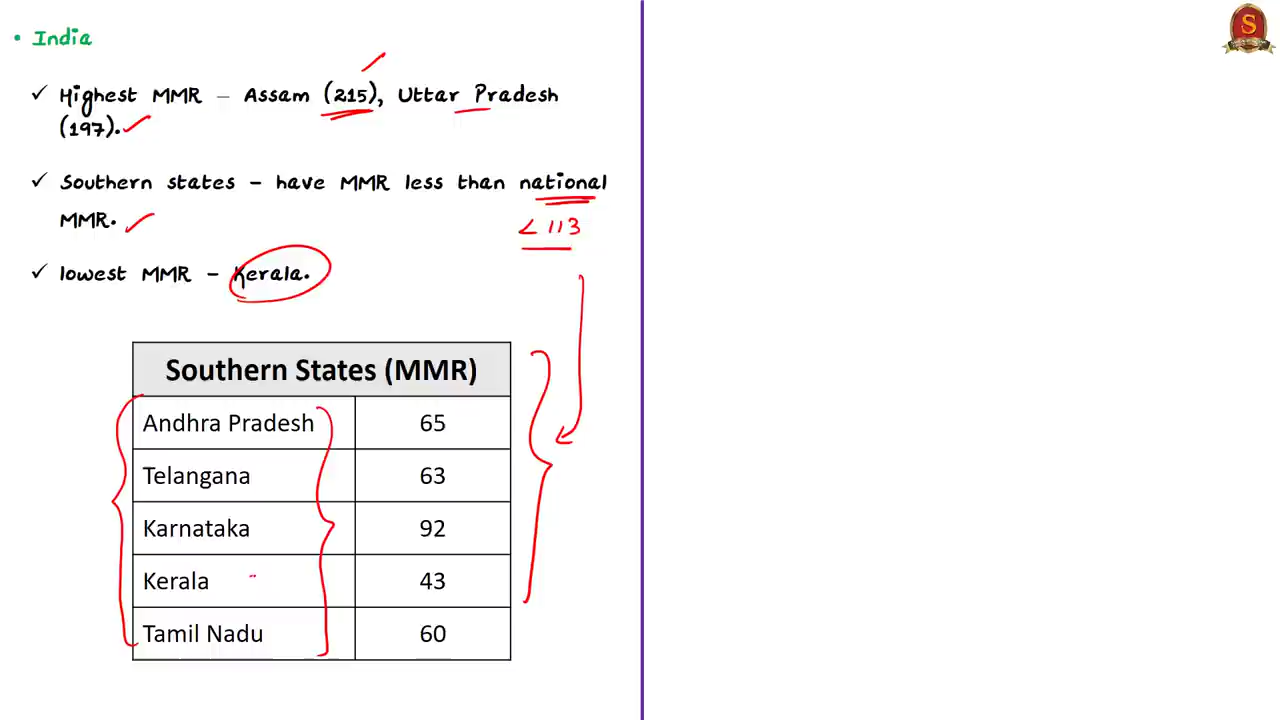 • India
✓ Highest MMR – Assam (215), Uttar Pradesh
(197).
✓ Southern states – have MMR less than national
MMR.
< 113
✓ lowest MMR – Kerala.
Southern States (MMR)
Andhra Pradesh 65
Telangana 63
Karnataka 92
Kerala 43
Tamil Nadu 60
S